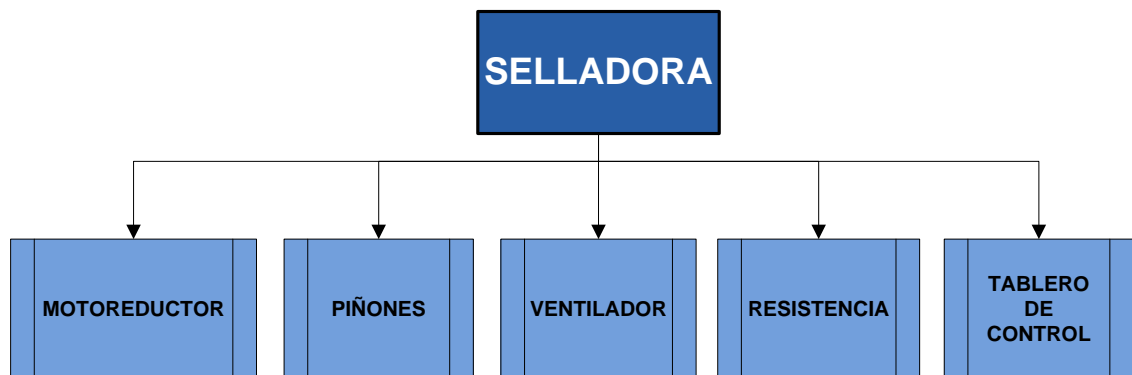 SELLADORA
MOTOREDUCTOR
PIÑONES
VENTILADOR
RESISTENCIA
TABLERO
DE
CONTROL